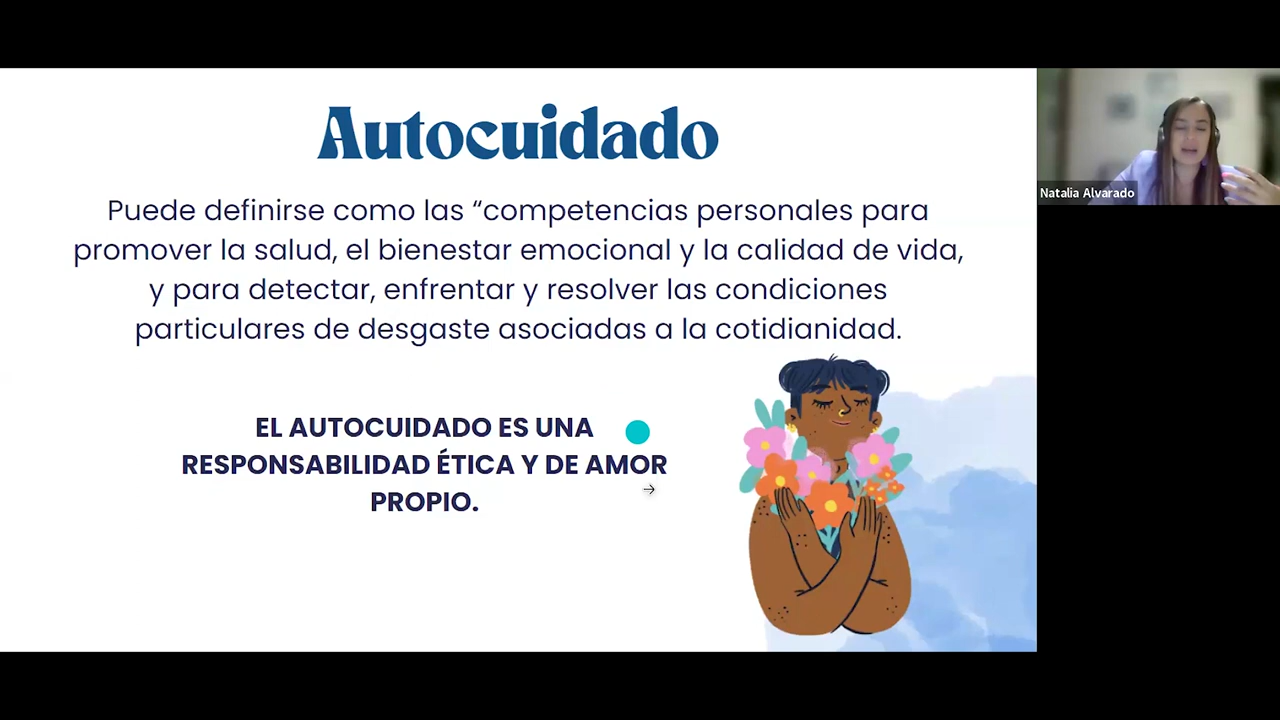 Autocuidado
Puede definirse como las “competencias personales para
promover la salud, el bienestar emocional y la calidad de vida,
y para detectar, enfrentar y resolver las condiciones
particulares de desgaste asociadas a la cotidianidad.
EL AUTOCUIDADO ES UNA
RESPONSABILIDAD ÉTICA Y DE AMOR
PROPIO.
Natalia Alvarado